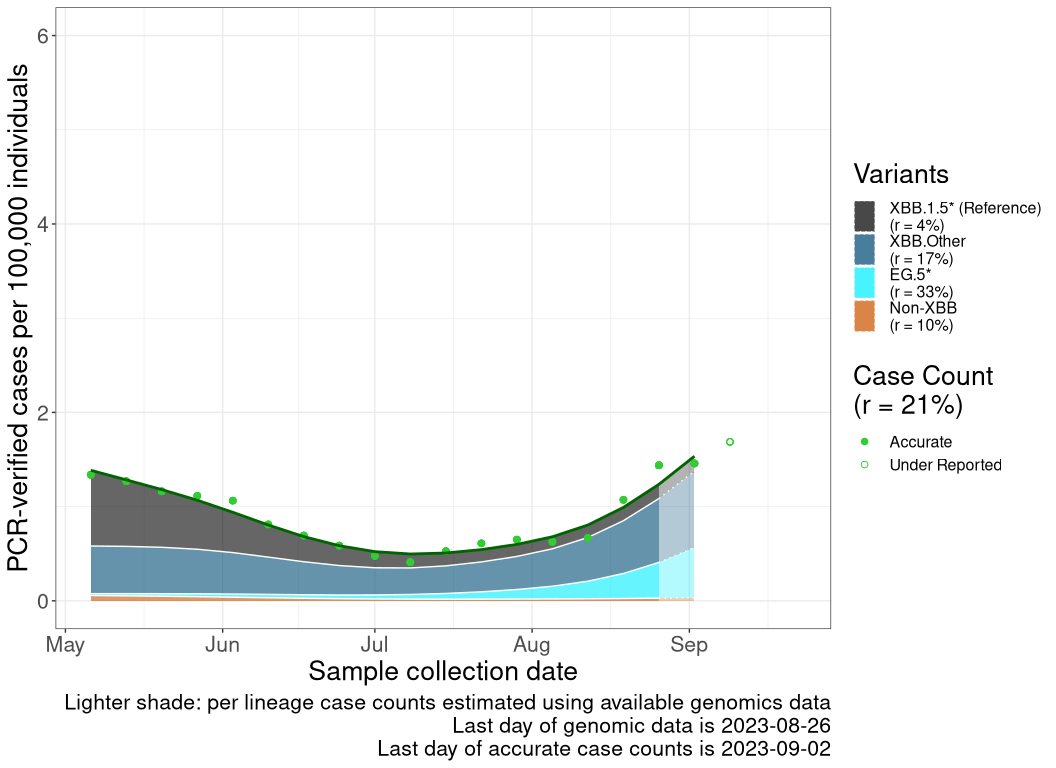 PCR-verified cases per 100,000 individuals
6
4
2
0
May Jun Jul Aug Sep
Sample collection date
Lighter shade: per lineage case counts estimated using available genomics data
Last day of genomic data is 2023-08-26
Last day of accurate case counts is 2023-09-02
Variants
XBB.1.5* (Reference)
(r = 4%)
XBB.Other
(r = 17%)
EG.5*
(r = 33%)
Non-XBB
(r = 10%)
Case Count
(r = 21%)
Accurate
Under Reported